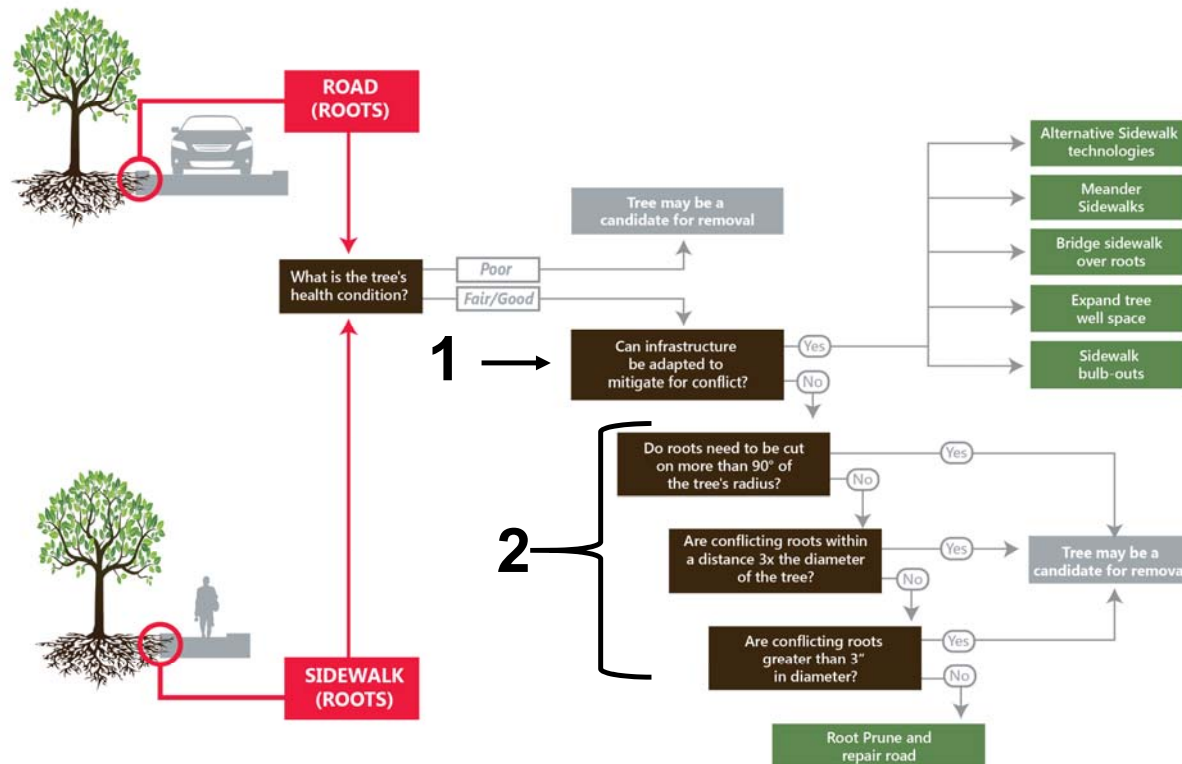 ROAD
(ROOTS)
Alternative Sidewalk
technologies
Meander
Sidewalks
Tree may be a
candidate for removal
Bridge sidewalk
over roots
What is the tree's
health condition?
Poor
Fair/Good
Expand tree
well space
1
Can infrastructure
be adapted to
mitigate for conflict?
Yes
No
Sidewalk
bulb-outs
2
Do roots need to be cut
on more than 90° of
the tree's radius?
Yes
No
Are conflicting roots within
a distance 3x the diameter
of the tree?
Yes
No
Tree may be a
candidate for removal
Are conflicting roots
greater than 3"
in diameter?
Yes
No
SIDEWALK
(ROOTS)
Root Prune and
repair road